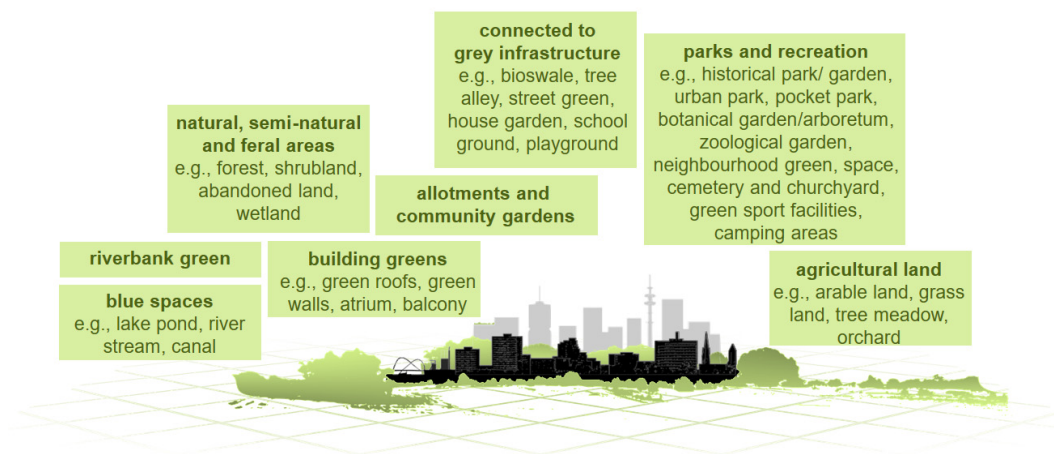 connected to
grey infrastructure
e.g., bioswale, tree
alley, street green,
house garden, school
ground, playground
parks and recreation
e.g., historical park/ garden,
urban park, pocket park,
botanical garden/arboretum,
zoological garden,
neighbourhood green, space,
cemetery and churchyard,
green sport facilities,
camping areas
natural, semi-natural
and feral areas
e.g., forest, shrubland,
abandoned land,
wetland
allotments and
community gardens
riverbank green
building greens
e.g., green roofs, green
walls, atrium, balcony
agricultural land
e.g., arable land, grass
land, tree meadow,
orchard
blue spaces
e.g., lake pond, river
stream, canal